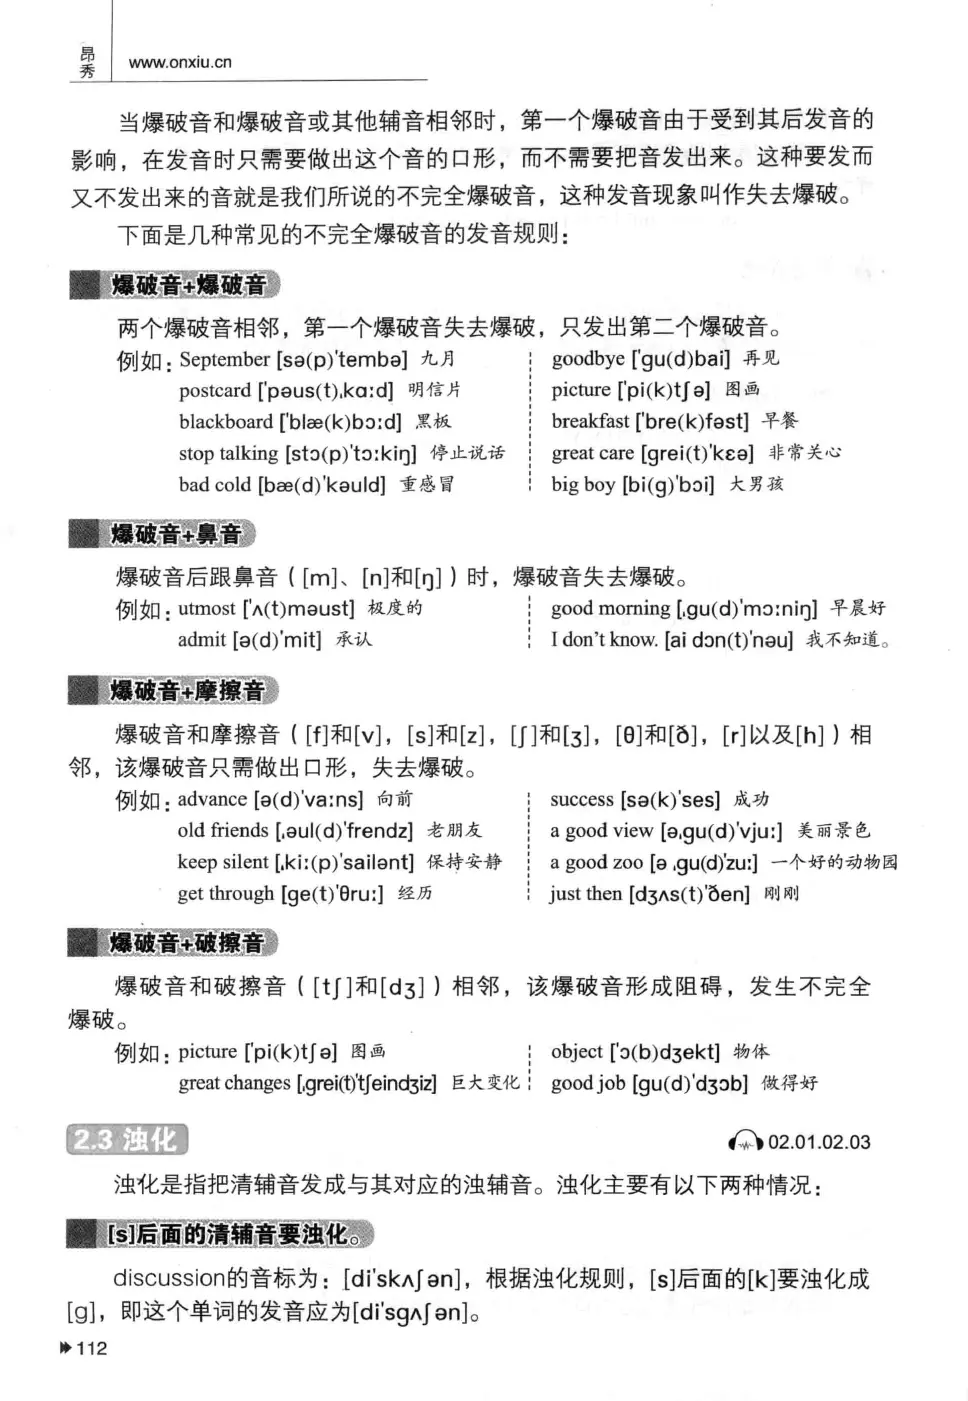 昂秀
www.onxiu.cn
当爆破音和爆破音或其他辅音相邻时，第一个爆破音由于受到其后发音的
影响，在发音时只需要做出这个音的口形，而不需要把音发出来。这种要发而
又不发出来的音就是我们所说的不完全爆破音，这种发音现象叫作失去爆破。
下面是几种常见的不完全爆破音的发音规则：
爆破音+爆破音
两个爆破音相邻，第一个爆破音失去爆破，只发出第二个爆破音。
例如：September [sə(p)'tembə] 九月 goodbye ['gu(d)bai] 再见
postcard ['pəus(t)ˌkɑːd] 明信片 picture ['pi(k)tʃə] 图画
blackboard ['blæ(k)bɔːd] 黑板 breakfast ['bre(k)fəst] 早餐
stop talking [stɔ(p)'tɔːkiŋ] 停止说话 great care [grei(t)'kɛə] 非常关心
bad cold [bæ(d)'kəuld] 重感冒 big boy [bi(g)'bɔi] 大男孩
爆破音+鼻音
爆破音后跟鼻音（[m]、[n]和[ŋ]）时，爆破音失去爆破。
例如：utmost ['ʌ(t)məust] 极度的 good morning [ˌgu(d)'mɔːniŋ] 早晨好
admit [ə(d)'mit] 承认 I don't know. [ai dɔn(t)'nəu] 我不知道。
爆破音+摩擦音
爆破音和摩擦音（[f]和[v]，[s]和[z]，[ʃ]和[ʒ]，[θ]和[ð]，[r]以及[h]）相
邻，该爆破音只需做出口形，失去爆破。
例如：advance [ə(d)'vaːns] 向前 success [sə(k)'ses] 成功
old friends [ˌəul(d)'frendz] 老朋友 a good view [əˌgu(d)'vjuː] 美丽景色
keep silent [ˌkiː(p)'sailənt] 保持安静 a good zoo [ə ˌgu(d)'zuː] 一个好的动物园
get through [ge(t)'θruː] 经历 just then [dʒʌs(t)'ðen] 刚刚
爆破音+破擦音
爆破音和破擦音（[tʃ]和[dʒ]）相邻，该爆破音形成阻碍，发生不完全
爆破。
例如：picture ['pi(k)tʃə] 图画 object ['ɔ(b)dʒekt] 物体
great changes [ˌgrei(t)'tʃeindʒiz] 巨大变化 good job [gu(d)'dʒɔb] 做得好
2.3 浊化 02.01.02.03
浊化是指把清辅音发成与其对应的浊辅音。浊化主要有以下两种情况：
[s]后面的清辅音要浊化。
discussion的音标为：[di'skʌʃən]，根据浊化规则，[s]后面的[k]要浊化成
[g]，即这个单词的发音应为[di'sgʌʃən]。
112